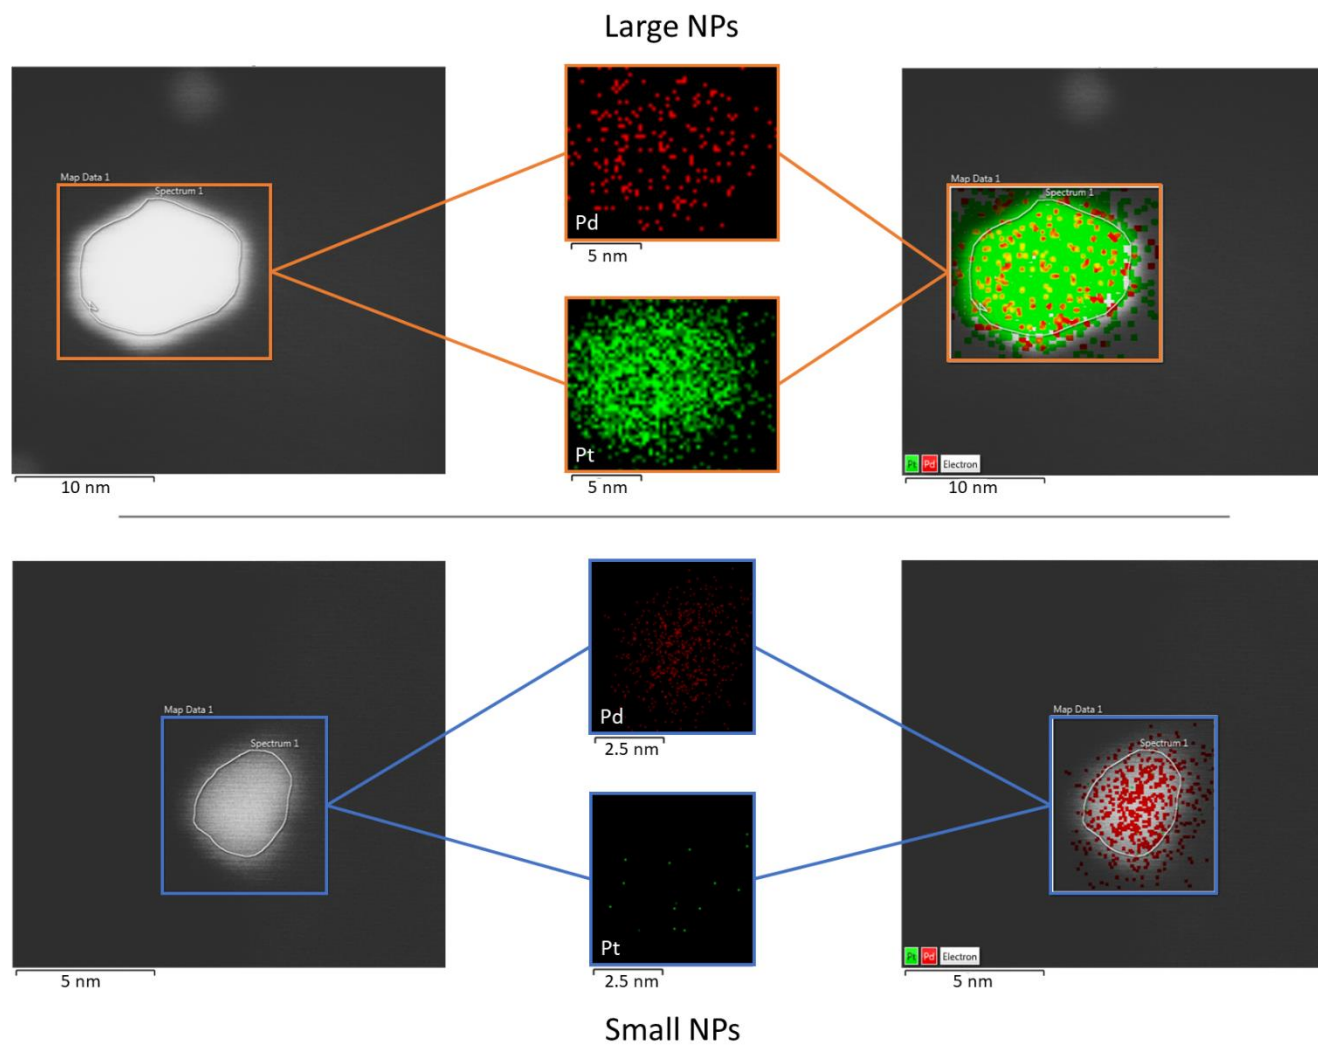 Large NPs
Map Data 1
Spectrum 1
10 nm
Pd
5 nm
Pt
5 nm
Map Data 1
Spectrum 1
Pt Pd Electron
10 nm
Map Data 1
Spectrum 1
5 nm
Pd
2.5 nm
Pt
2.5 nm
Map Data 1
Spectrum 1
Pt Pd Electron
5 nm
Small NPs